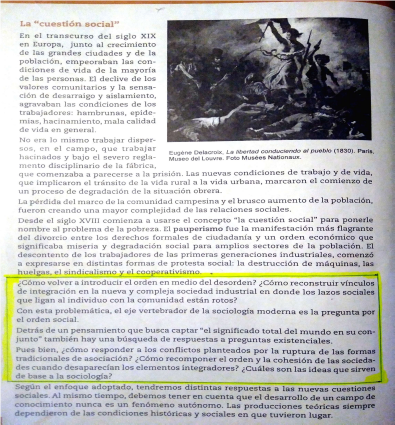 La "cuestión social"
En el transcurso del siglo XIX
en Europa, junto al crecimiento
de las grandes ciudades y de la
población, empeoraban las con-
diciones de vida de la mayoría
de las personas. El declive de los
valores comunitarios y la sensa-
ción de desarraigo y aislamiento,
agravaban las condiciones de los
trabajadores: hambrunas, epide-
mias, hacinamiento, mala calidad
de vida en general.
No era lo mismo trabajar disper-
sos, en el campo, que trabajar
hacinados y bajo el severo regla-
mento disciplinario de la fábrica,
Eugène Delacroix, La libertad conduciendo al pueblo (1830). París,
Museo del Louvre. Foto Musées Nationaux.
que comenzaba a parecerse a la prisión. Las nuevas condiciones de trabajo y de vida,
que implicaron el tránsito de la vida rural a la vida urbana, marcaron el comienzo de
un proceso de degradación de la situación obrera.
La pérdida del marco de la comunidad campesina y el brusco aumento de la población,
fueron creando una mayor complejidad de las relaciones sociales.
Desde el siglo XVIII comienza a usarse el concepto "la cuestión social" para ponerle
nombre al problema de la pobreza. El pauperismo fue la manifestación más flagrante
del divorcio entre los derechos formales de ciudadanía y un orden económico que
significaba miseria y degradación social para amplios sectores de la población. El
descontento de los trabajadores de las primeras generaciones industriales, comenzó
a expresarse en distintas formas de protesta social: la destrucción de máquinas, las
huelgas, el sindicalismo y el cooperativismo.
¿Cómo volver a introducir el orden en medio del desorden? ¿Cómo reconstruir vínculos
de integración en la nueva y compleja sociedad industrial en donde los lazos sociales
que ligan al individuo con la comunidad están rotos?
Con esta problemática, el eje vertebrador de la sociología moderna es la pregunta por
el orden social.
Detrás de un pensamiento que busca captar "el significado total del mundo en su con-
junto" también hay una búsqueda de respuestas a preguntas existenciales.
Pues bien, ¿cómo responder a los conflictos planteados por la ruptura de las formas
tradicionales de asociación? ¿Cómo recomponer el orden y la cohesión de las socieda-
des cuando desaparecían los elementos integradores? ¿Cuáles son las ideas que sirven
de base a la sociología?
Según el enfoque adoptado, tendremos distintas respuestas a las nuevas cuestiones
sociales. Al mismo tiempo, debemos tener en cuenta que el desarrollo de un campo de
conocimiento nunca es un fenómeno autónomo. Las producciones teóricas siempre
dependieron de las condiciones históricas y sociales en que tuvieron lugar.